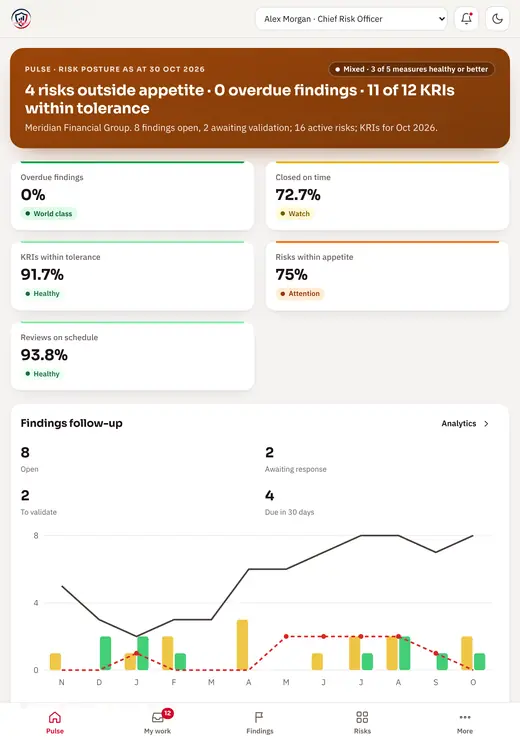 Alex Morgan · Chief Risk Officer
PULSE · RISK POSTURE AS AT 30 OCT 2026
Mixed · 3 of 5 measures healthy or better
4 risks outside appetite · 0 overdue findings · 11 of 12 KRIs
within tolerance
Meridian Financial Group. 8 findings open, 2 awaiting validation; 16 active risks; KRIs for Oct 2026.
Overdue findings
0%
World class
Closed on time
72.7%
Watch
KRIs within tolerance
91.7%
Healthy
Risks within appetite
75%
Attention
Reviews on schedule
93.8%
Healthy
Findings follow-up
Analytics
8
Open
2
Awaiting response
2
To validate
4
Due in 30 days
8
4
0
N D J F M A M J J A S O
Pulse
12
My work
Findings
Risks
More